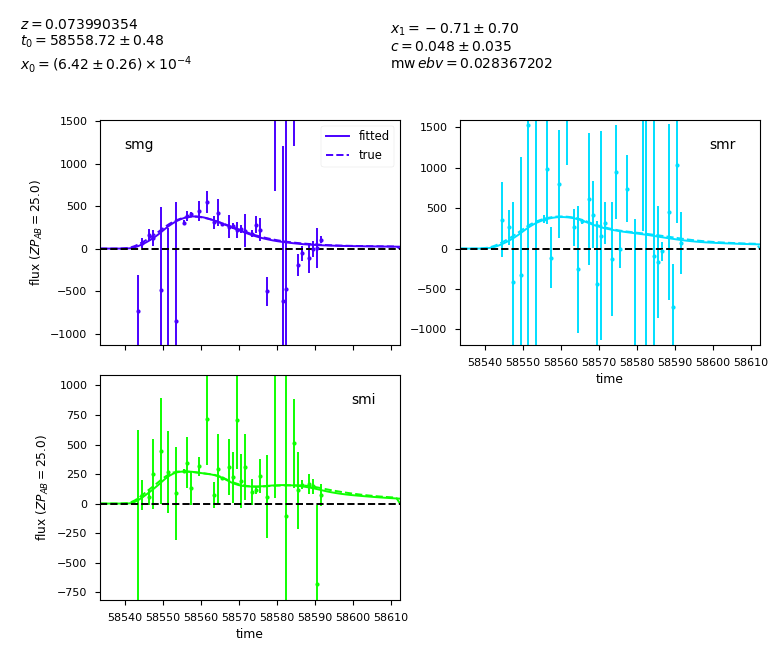 z = 0.073990354
t0 = 58558.72 ± 0.48
x0 = (6.42 ± 0.26) × 10^−4
x1 = −0.71 ± 0.70
c = 0.048 ± 0.035
mw ebv = 0.028367202
smg
fitted
true
1500
1000
500
0
−500
−1000
flux (ZP_AB = 25.0)
smr
1500
1000
500
0
−500
−1000
58540 58550 58560 58570 58580 58590 58600 58610
time
smi
1000
750
500
250
0
−250
−500
−750
flux (ZP_AB = 25.0)
58540 58550 58560 58570 58580 58590 58600 58610
time